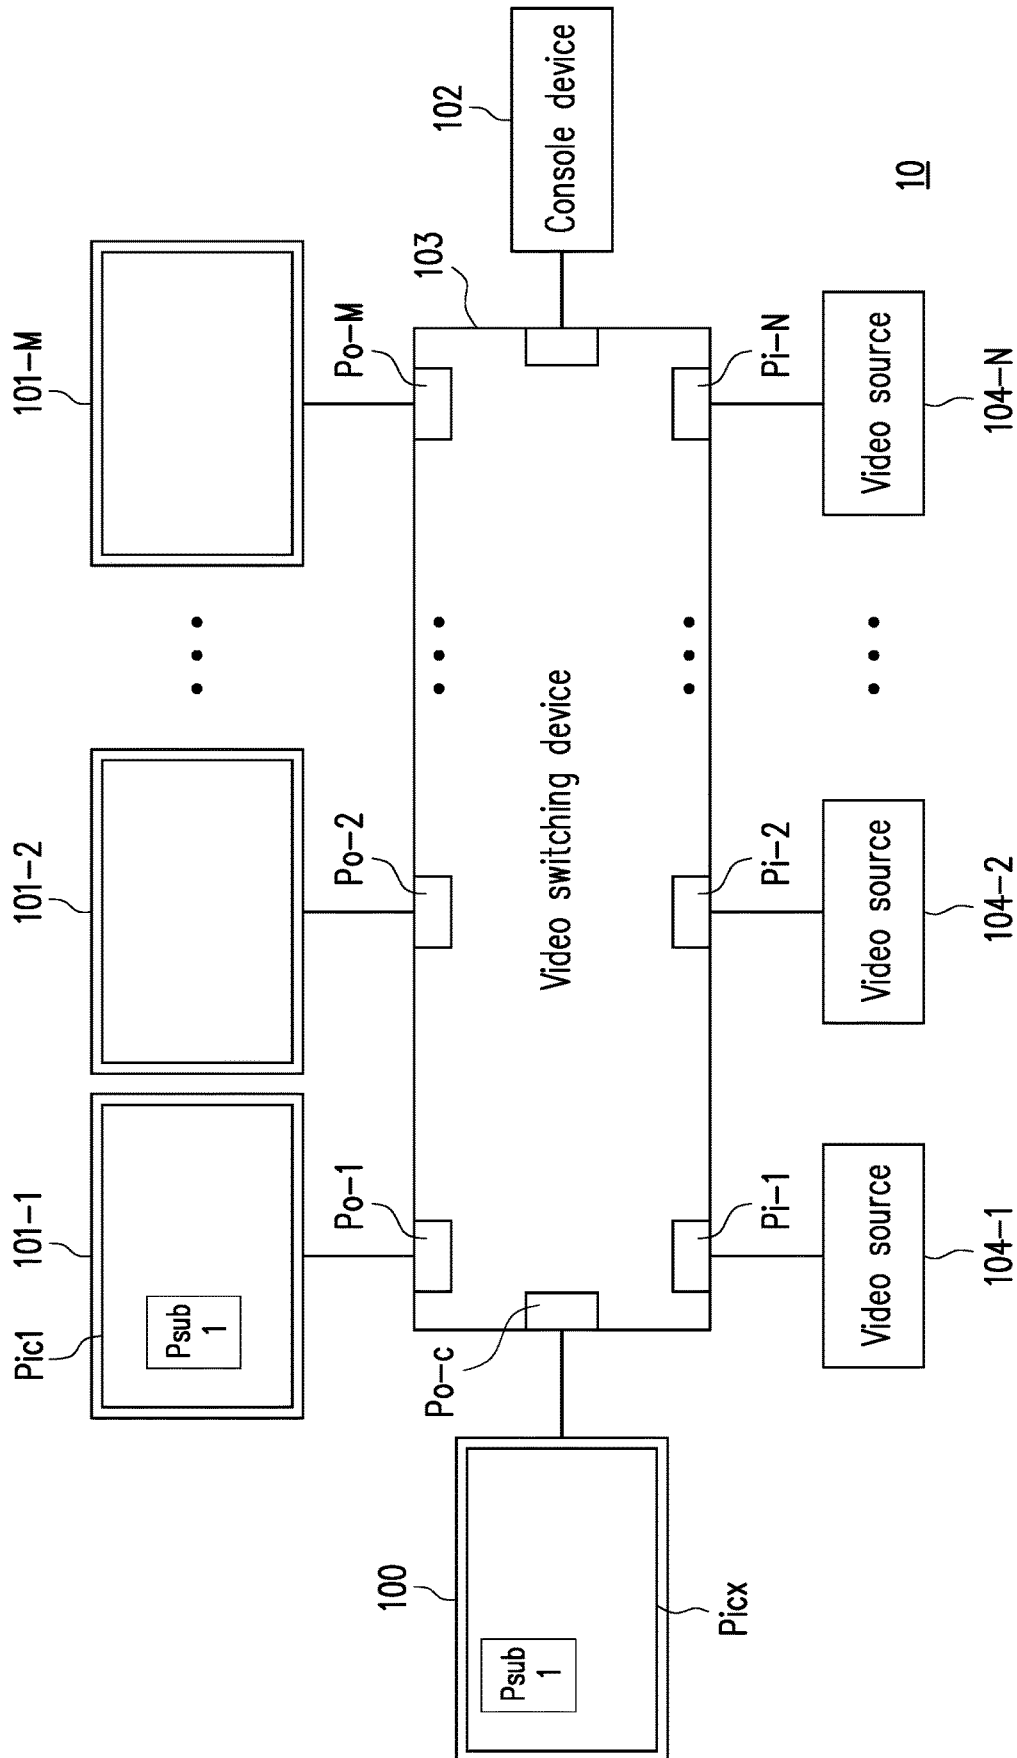 101-1
101-2
101-M
Pic1
Psub
1
Po-1
Po-2
Po-M
103
102
Console device
100
Psub
1
Picx
Po-c
Video switching device
Pi-1
Pi-2
Pi-N
Video source
Video source
Video source
104-1
104-2
104-N
10